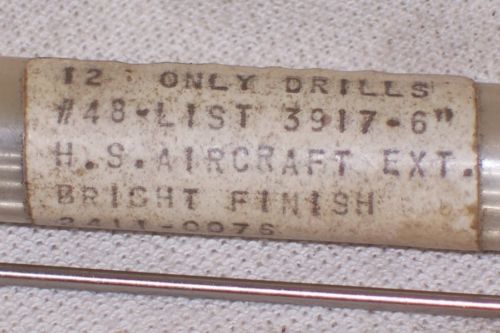 12 ONLY DRILLS
#48-LIST 3917-6"
H.S. AIRCRAFT EXT.
BRIGHT FINISH